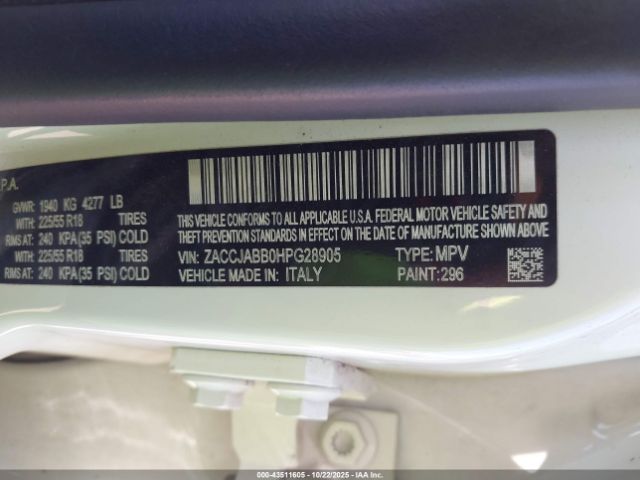 .P.A.
GVWR: 1940 KG 4277 LB
WITH: 225/55 R18 TIRES
RIMS AT: 240 KPA(35 PSI) COLD
WITH: 225/55 R18 TIRES
RIMS AT: 240 KPA(35 PSI) COLD
THIS VEHICLE CONFORMS TO ALL APPLICABLE U.S.A. FEDERAL MOTOR VEHICLE SAFETY,
BUMPER, AND THEFT PREVENTION STANDARDS IN EFFECT ON THE DATE OF MANUFACTURE SHOWN ABOVE.
VIN: ZACCJABB0HPG28905 TYPE: MPV
VEHICLE MADE IN: ITALY PAINT: 296
000-43511605 - 10/22/2025 - IAA Inc.